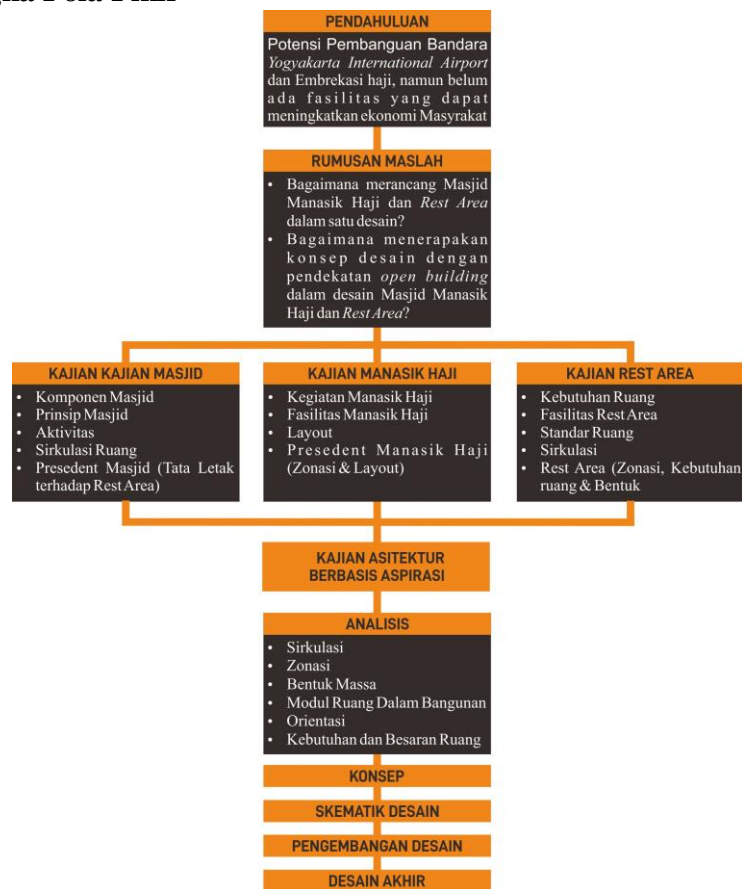 PENDAHULUAN
Potensi Pembanguan Bandara
Yogyakarta International Airport
dan Embrekasi haji, namun belum
ada fasilitas yang dapat
meningkatkan ekonomi Masyrakat
RUMUSAN MASLAH
• Bagaimana merancang Masjid
Manasik Haji dan Rest Area
dalam satu desain?
• Bagaimana menerapakan
konsep desain dengan
pendekatan open building
dalam desain Masjid Manasik
Haji dan Rest Area?
KAJIAN KAJIAN MASJID
• Komponen Masjid
• Prinsip Masjid
• Aktivitas
• Sirkulasi Ruang
• Presedent Masjid (Tata Letak
terhadap Rest Area)
KAJIAN MANASIK HAJI
• Kegiatan Manasik Haji
• Fasilitas Manasik Haji
• Layout
• Presedent Manasik Haji
(Zonasi & Layout)
KAJIAN REST AREA
• Kebutuhan Ruang
• Fasilitas Rest Area
• Standar Ruang
• Sirkulasi
• Rest Area (Zonasi, Kebutuhan
ruang & Bentuk
KAJIAN ASITEKTUR
BERBASIS ASPIRASI
ANALISIS
• Sirkulasi
• Zonasi
• Bentuk Massa
• Modul Ruang Dalam Bangunan
• Orientasi
• Kebutuhan dan Besaran Ruang
KONSEP
SKEMATIK DESAIN
PENGEMBANGAN DESAIN
DESAIN AKHIR